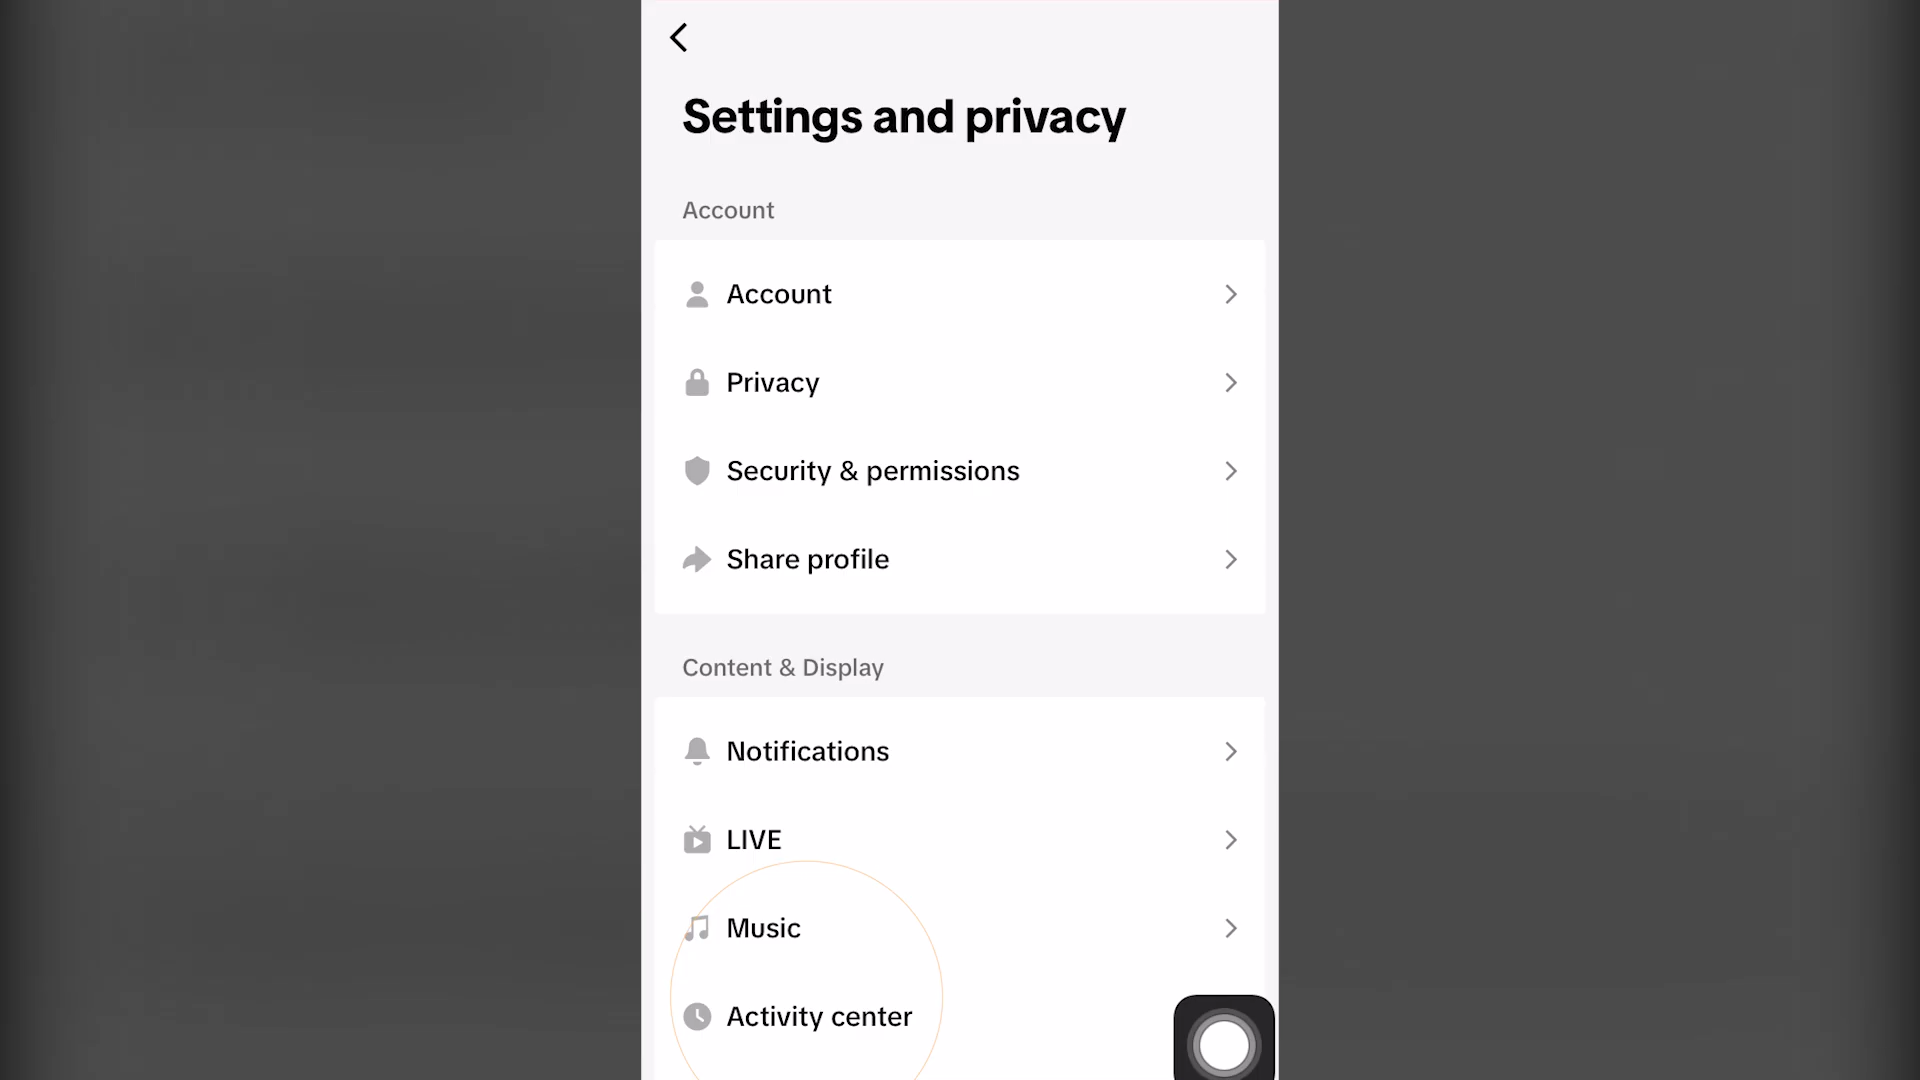 Settings and privacy
Account
Account
Privacy
Security & permissions
Share profile
Content & Display
Notifications
LIVE
Music
Activity center